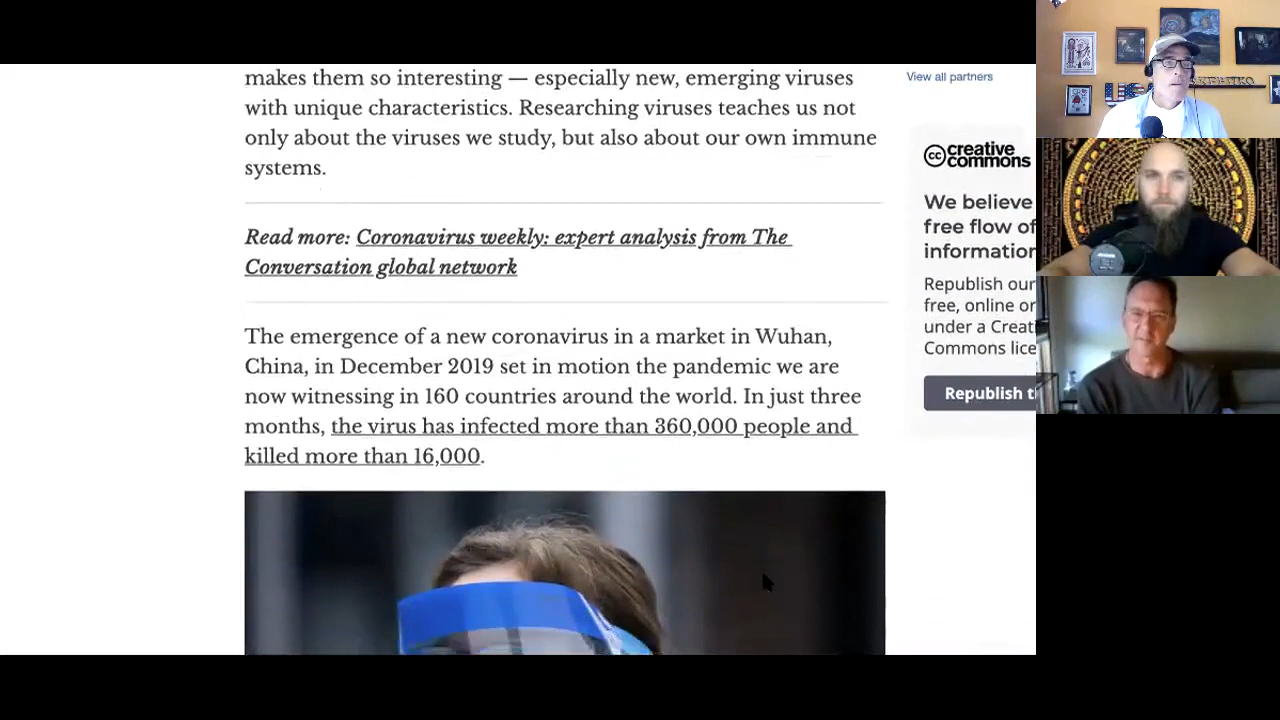 makes them so interesting — especially new, emerging viruses
with unique characteristics. Researching viruses teaches us not
only about the viruses we study, but also about our own immune
systems.
Read more: Coronavirus weekly: expert analysis from The
Conversation global network
The emergence of a new coronavirus in a market in Wuhan,
China, in December 2019 set in motion the pandemic we are
now witnessing in 160 countries around the world. In just three
months, the virus has infected more than 360,000 people and
killed more than 16,000.
View all partners
cc creative
commons
We believe
free flow of
information
Republish our
free, online or
under a Creati
Commons lice
Republish t